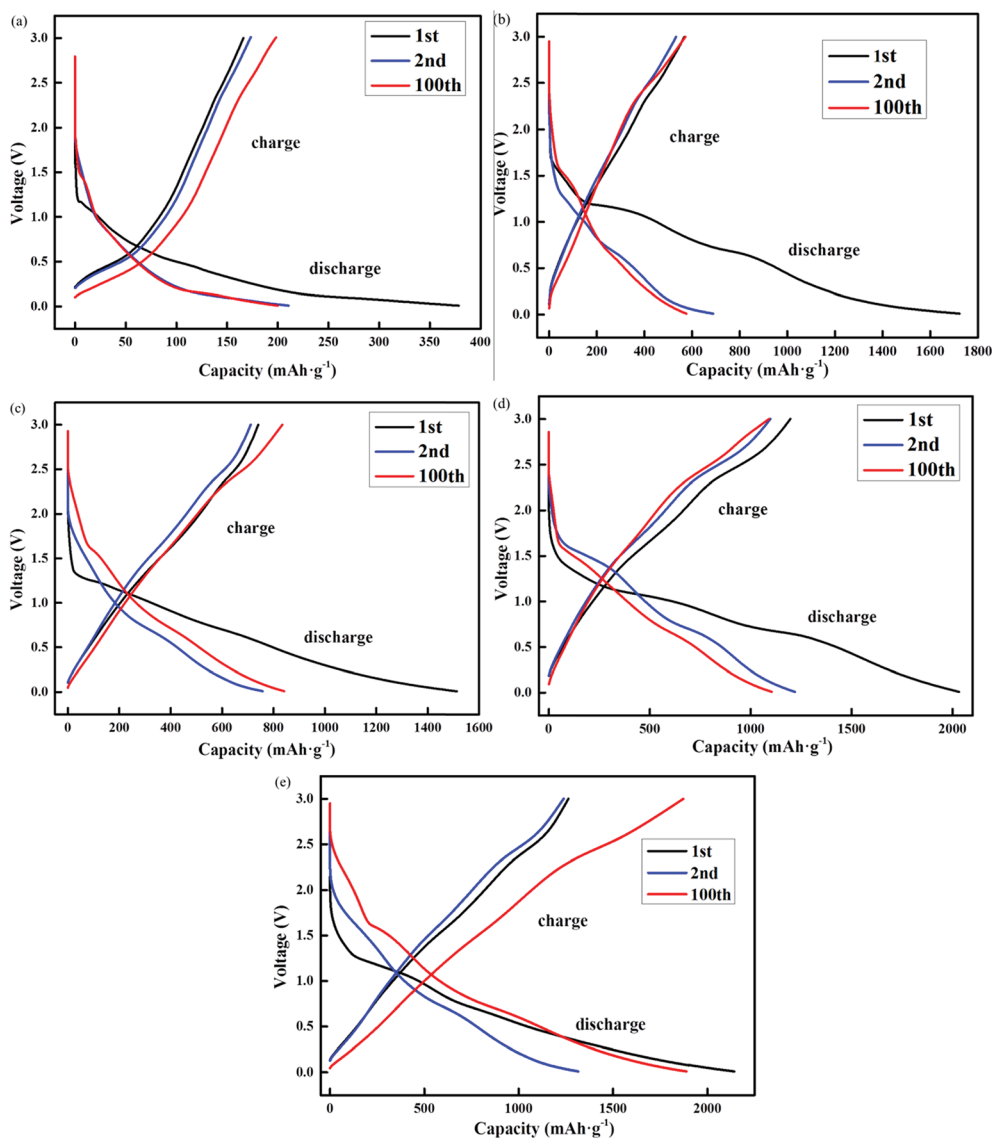 (a)
1st
2nd
100th
charge
discharge
Voltage (V)
3.0
2.5
2.0
1.5
1.0
0.5
0.0
0 50 100 150 200 250 300 350 400
Capacity (mAh·g⁻¹)
(b)
1st
2nd
100th
charge
discharge
Voltage (V)
3.0
2.5
2.0
1.5
1.0
0.5
0.0
0 200 400 600 800 1000 1200 1400 1600 1800
Capacity (mAh·g⁻¹)
(c)
1st
2nd
100th
charge
discharge
Voltage (V)
3.0
2.5
2.0
1.5
1.0
0.5
0.0
0 200 400 600 800 1000 1200 1400 1600
Capacity (mAh·g⁻¹)
(d)
1st
2nd
100th
charge
discharge
Voltage (V)
3.0
2.5
2.0
1.5
1.0
0.5
0.0
0 500 1000 1500 2000
Capacity (mAh·g⁻¹)
(e)
1st
2nd
100th
charge
discharge
Voltage (V)
3.0
2.5
2.0
1.5
1.0
0.5
0.0
0 500 1000 1500 2000
Capacity (mAh·g⁻¹)